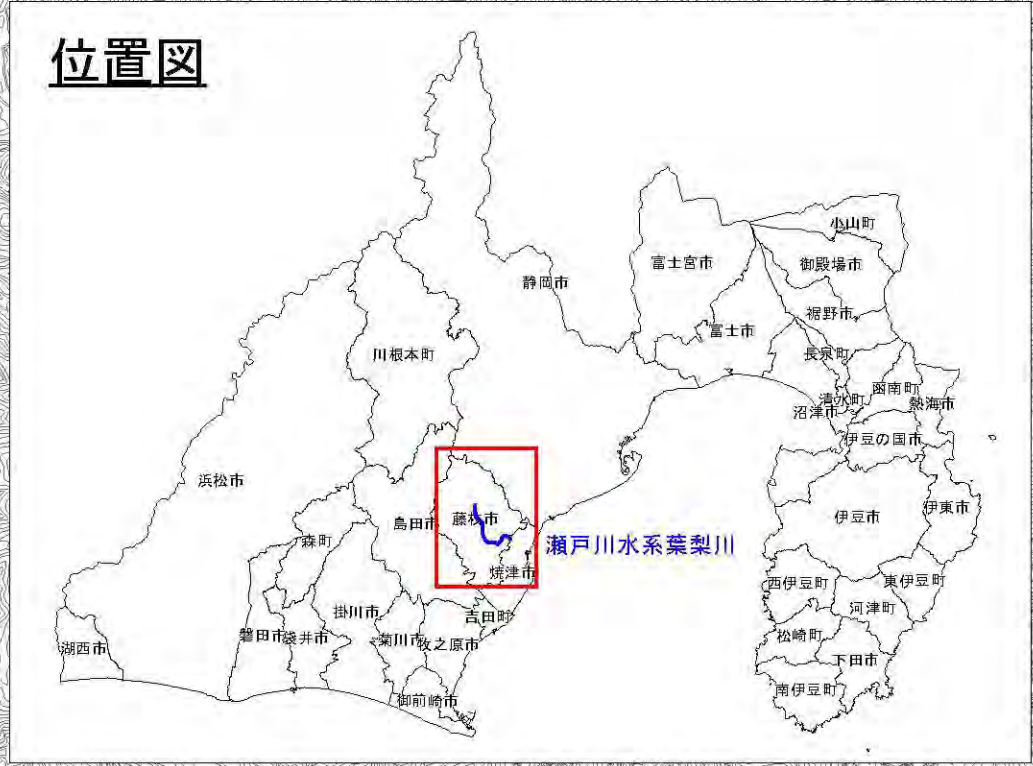 位置図
小山町
御殿場市
富士宮市
静岡市
裾野市
富士市
長泉町
川根本町
函南町
清水町
熱海市
沼津市
伊豆の国市
浜松市
伊東市
伊豆市
藤枝市
島田市
森町
瀬戸川水系葉梨川
焼津市
西伊豆町
東伊豆町
河津町
掛川市
吉田町
磐田市
袋井市
菊川市
牧之原市
松崎町
湖西市
下田市
南伊豆町
御前崎市